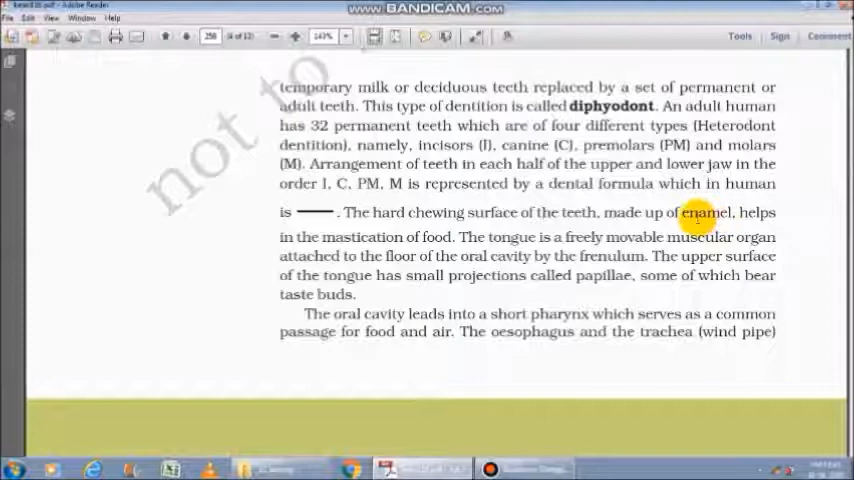 www.BANDICAM.com
File Edit View Window Help
258
143%
Tools Sign Comment
temporary milk or deciduous teeth replaced by a set of permanent or
adult teeth. This type of dentition is called diphyodont. An adult human
has 32 permanent teeth which are of four different types (Heterodont
dentition), namely, incisors (I), canine (C), premolars (PM) and molars
(M). Arrangement of teeth in each half of the upper and lower jaw in the
order I, C, PM, M is represented by a dental formula which in human
is ——. The hard chewing surface of the teeth, made up of enamel, helps
in the mastication of food. The tongue is a freely movable muscular organ
attached to the floor of the oral cavity by the frenulum. The upper surface
of the tongue has small projections called papillae, some of which bear
taste buds.
The oral cavity leads into a short pharynx which serves as a common
passage for food and air. The oesophagus and the trachea (wind pipe)
not to